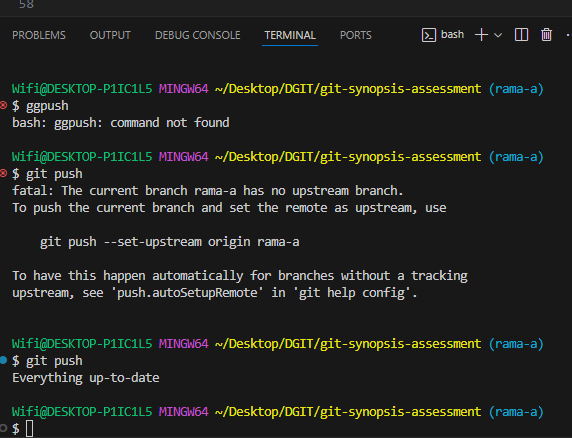 58
PROBLEMS OUTPUT DEBUG CONSOLE TERMINAL PORTS bash
Wifi@DESKTOP-P1IC1L5 MINGW64 ~/Desktop/DGIT/git-synopsis-assessment (rama-a)
$ ggpush
bash: ggpush: command not found
Wifi@DESKTOP-P1IC1L5 MINGW64 ~/Desktop/DGIT/git-synopsis-assessment (rama-a)
$ git push
fatal: The current branch rama-a has no upstream branch.
To push the current branch and set the remote as upstream, use
git push --set-upstream origin rama-a
To have this happen automatically for branches without a tracking
upstream, see 'push.autoSetupRemote' in 'git help config'.
Wifi@DESKTOP-P1IC1L5 MINGW64 ~/Desktop/DGIT/git-synopsis-assessment (rama-a)
$ git push
Everything up-to-date
Wifi@DESKTOP-P1IC1L5 MINGW64 ~/Desktop/DGIT/git-synopsis-assessment (rama-a)
$